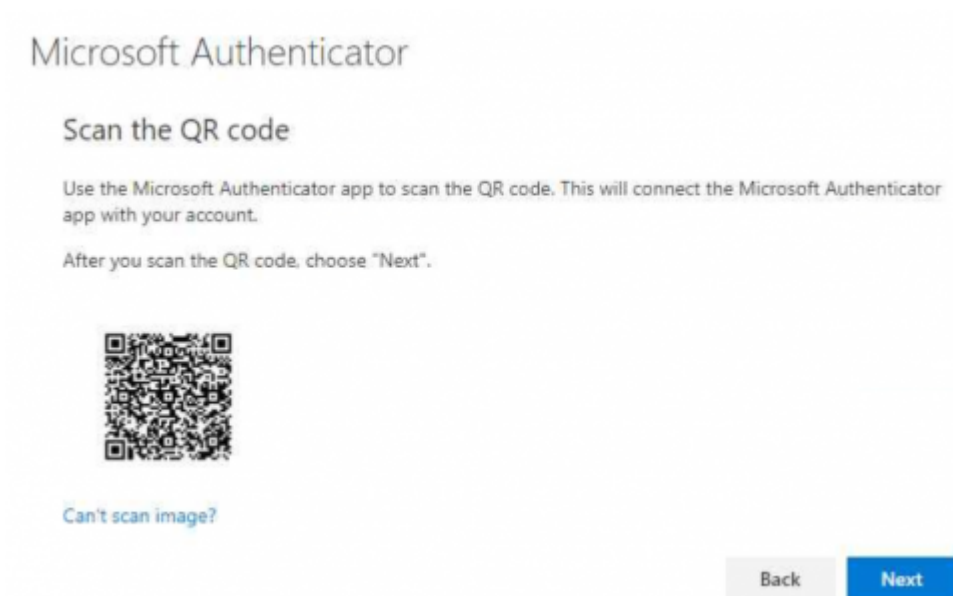 Microsoft Authenticator
Scan the QR code
Use the Microsoft Authenticator app to scan the QR code. This will connect the Microsoft Authenticator
app with your account.
After you scan the QR code, choose "Next".
Can't scan image?
Back
Next